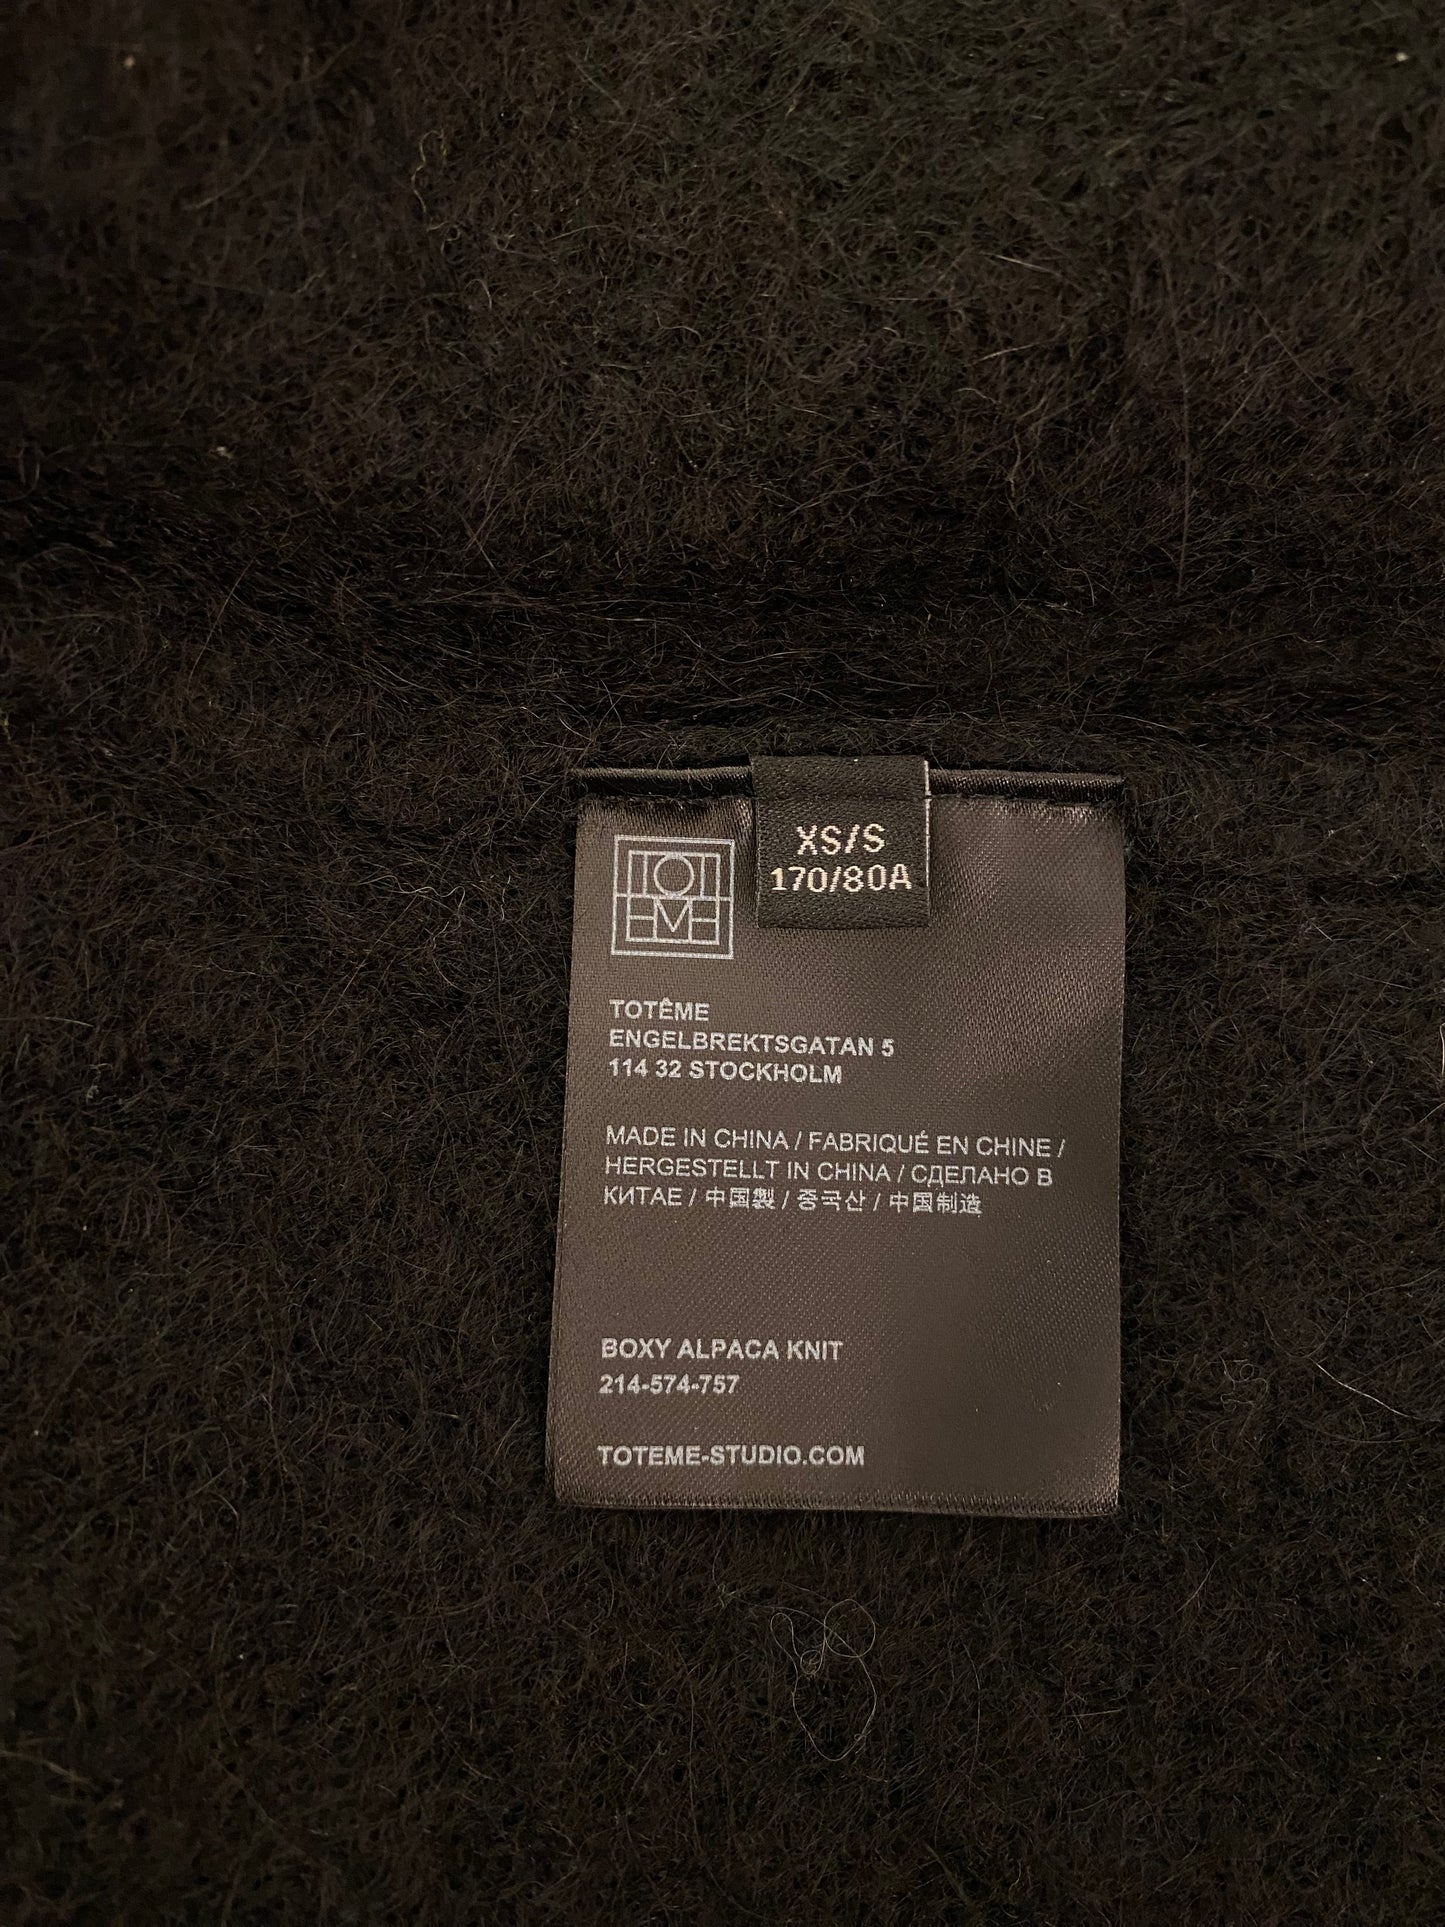 XS/S
170/80A
TOTÊME
TOTÊME
ENGELBREKTSGATAN 5
114 32 STOCKHOLM
MADE IN CHINA / FABRIQUÉ EN CHINE /
HERGESTELLT IN CHINA / СДЕЛАНО В
КИТАЕ / 中国製 / 중국산 / 中国制造
BOXY ALPACA KNIT
214-574-757
TOTEME-STUDIO.COM